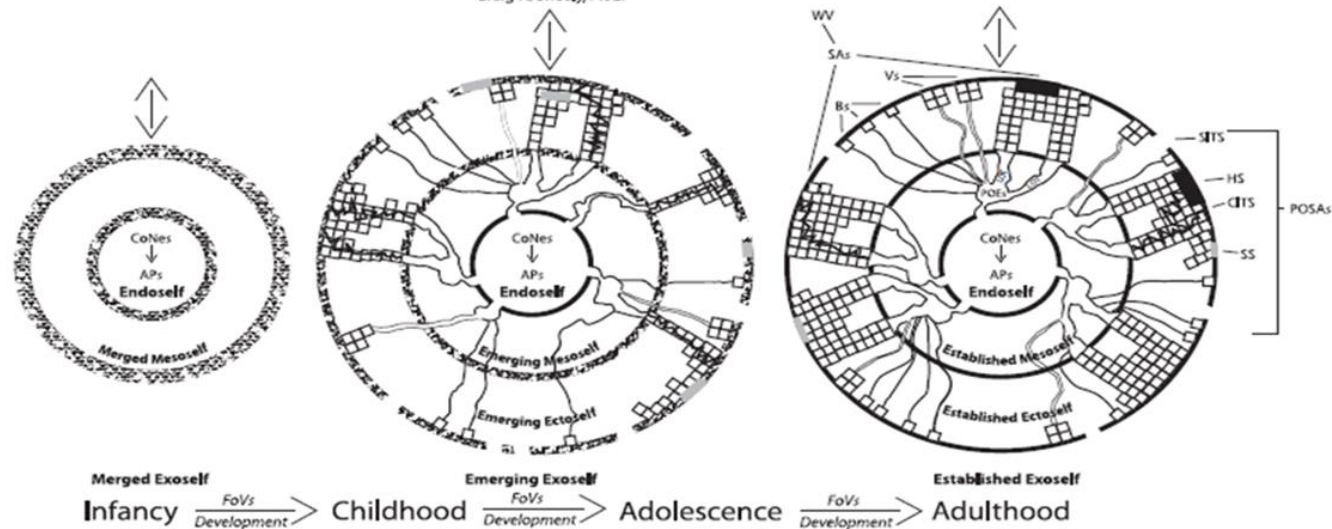 WV
SAs
Vs
Bs
SITS
HS
CITS
SS
POSAs
POEs
CoNes
APs
Endoself
Merged Mesoself
CoNes
APs
Endoself
Emerging Mesoself
Emerging Ectoself
CoNes
APs
Endoself
Established Mesoself
Established Ectoself
Merged Exoself
Emerging Exoself
Established Exoself
Infancy FoVs Development Childhood FoVs Development Adolescence FoVs Development Adulthood